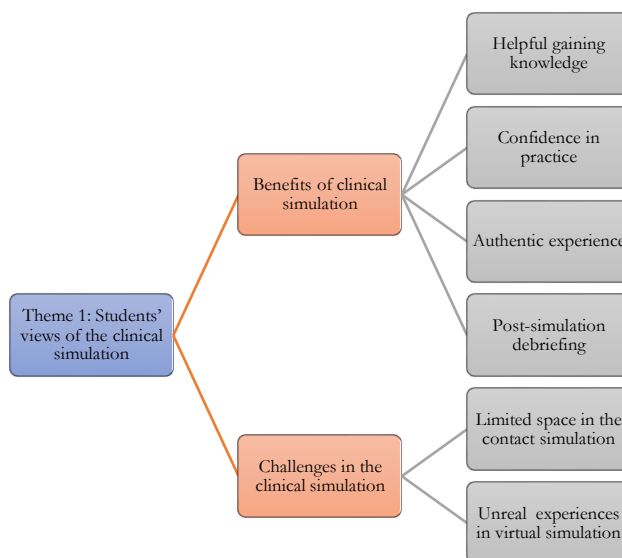 Helpful gaining
knowledge
Confidence in
practice
Benefits of clinical
simulation
Authentic experience
Theme 1: Students’
views of the clinical
simulation
Post-simulation
debriefing
Limited space in the
contact simulation
Challenges in the
clinical simulation
Unreal experiences
in virtual simulation